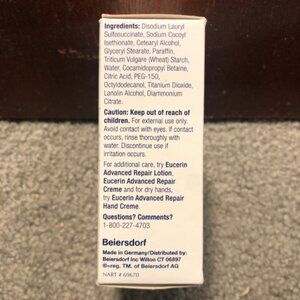 Ingredients: Disodium Lauryl
Sulfosuccinate, Sodium Cocoyl
Isethionate, Cetearyl Alcohol,
Glyceryl Stearate, Paraffin,
Triticum Vulgare (Wheat) Starch,
Water, Cocamidopropyl Betaine,
Citric Acid, PEG-150,
Octyldodecanol, Titanium Dioxide,
Lanolin Alcohol, Diammonium
Citrate.
Caution: Keep out of reach of
children. For external use only.
Avoid contact with eyes. If contact
occurs, rinse thoroughly with
water. Discontinue use if
irritation occurs.
For additional care, try Eucerin
Advanced Repair Lotion,
Eucerin Advanced Repair
Creme and for dry hands,
try Eucerin Advanced Repair
Hand Creme.
Questions? Comments?
1-800-227-4703
Beiersdorf
Made in Germany/Distributed by:
Beiersdorf Inc Wilton CT 06897
®=reg. TM. of Beiersdorf AG
NART # 69670